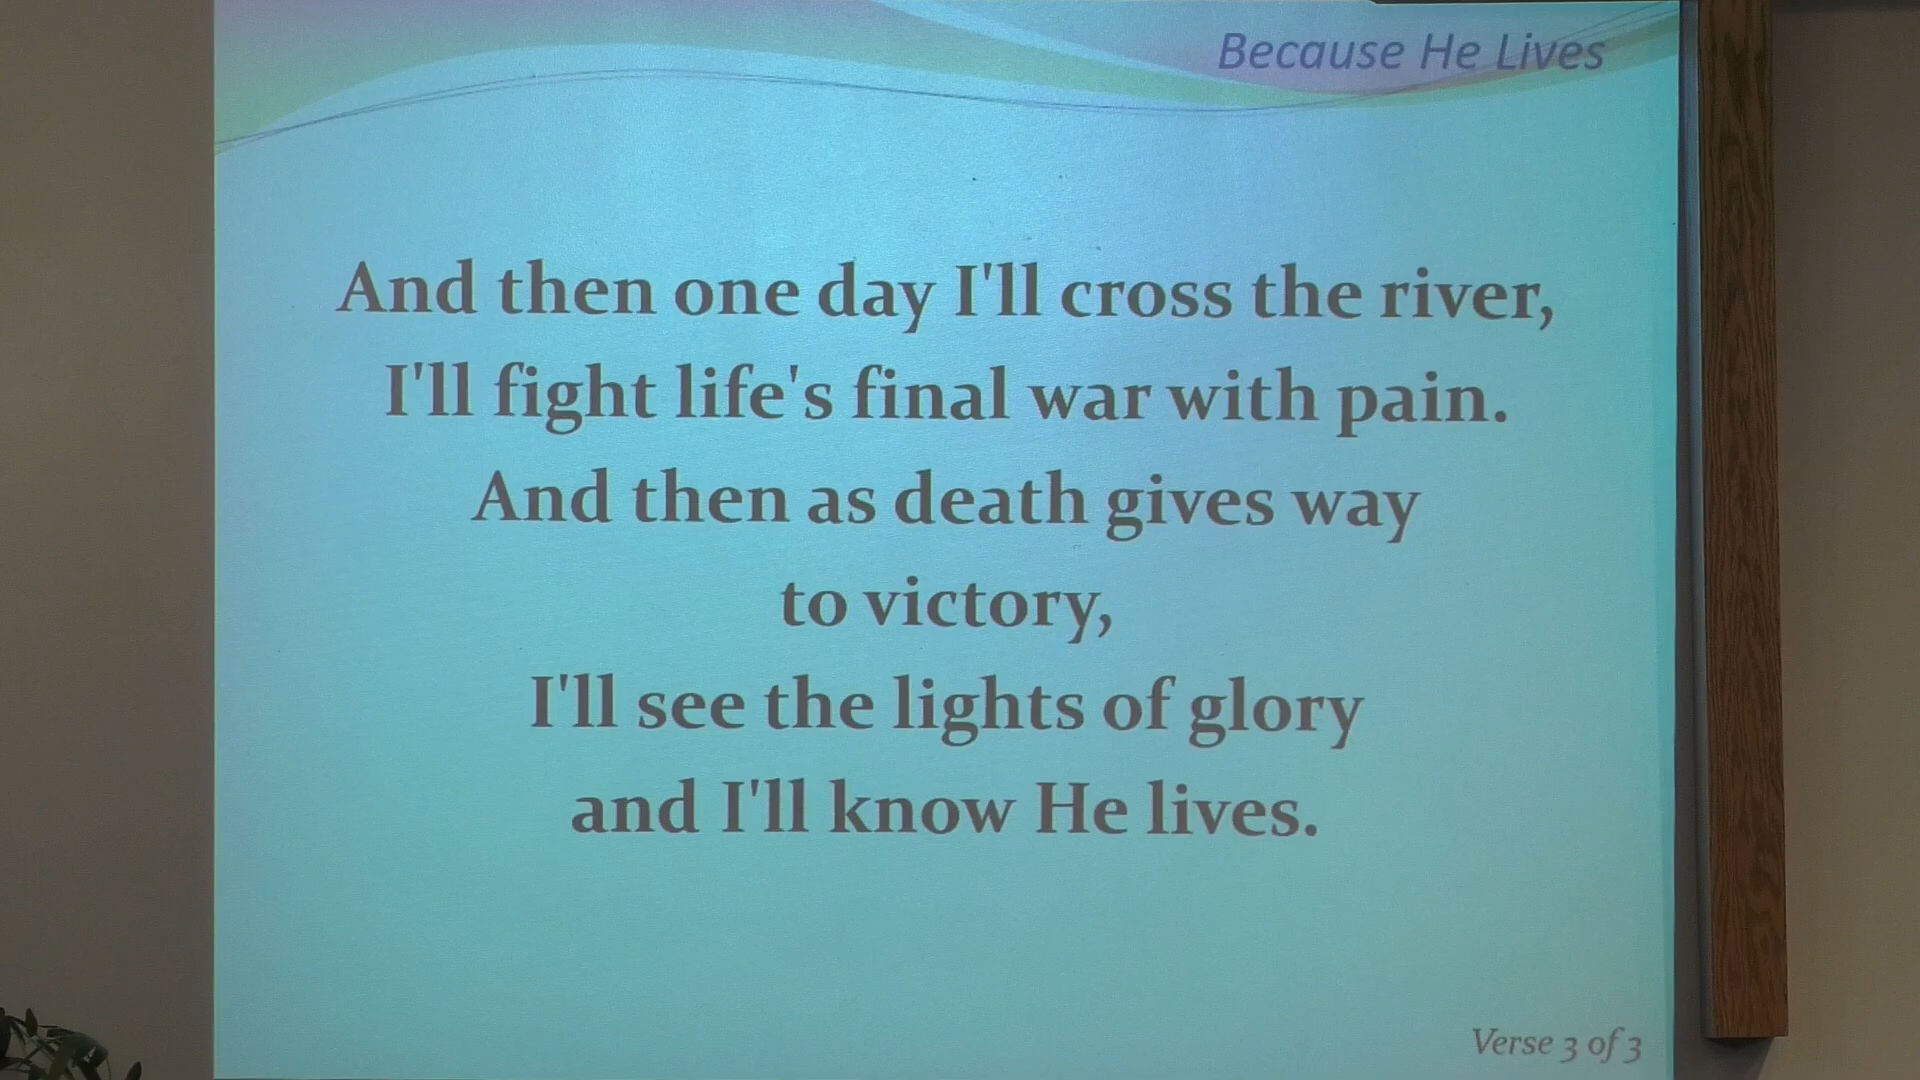 Because He Lives
And then one day I'll cross the river,
I'll fight life's final war with pain.
And then as death gives way
to victory,
I'll see the lights of glory
and I'll know He lives.
Verse 3 of 3